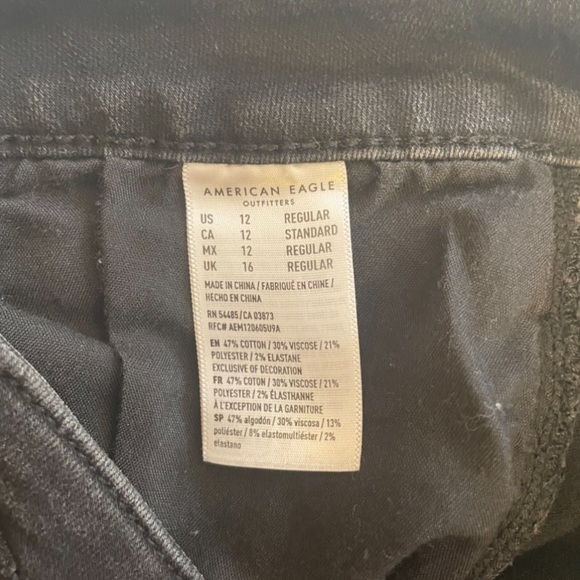 AMERICAN EAGLE
OUTFITTERS
US 12 REGULAR
CA 12 STANDARD
MX 12 REGULAR
UK 16 REGULAR
MADE IN CHINA / FABRIQUÉ EN CHINE /
HECHO EN CHINA
RN 54485/CA 03873
RFC# AEM120605U9A
EN 47% COTTON / 30% VISCOSE / 21%
POLYESTER / 2% ELASTANE
EXCLUSIVE OF DECORATION
FR 47% COTON / 30% VISCOSE / 21%
POLYESTER / 2% ÉLASTHANNE
À L'EXCEPTION DE LA GARNITURE
SP 47% algodón / 30% viscosa / 13%
poliéster / 8% elastomultiéster / 2%
elastano